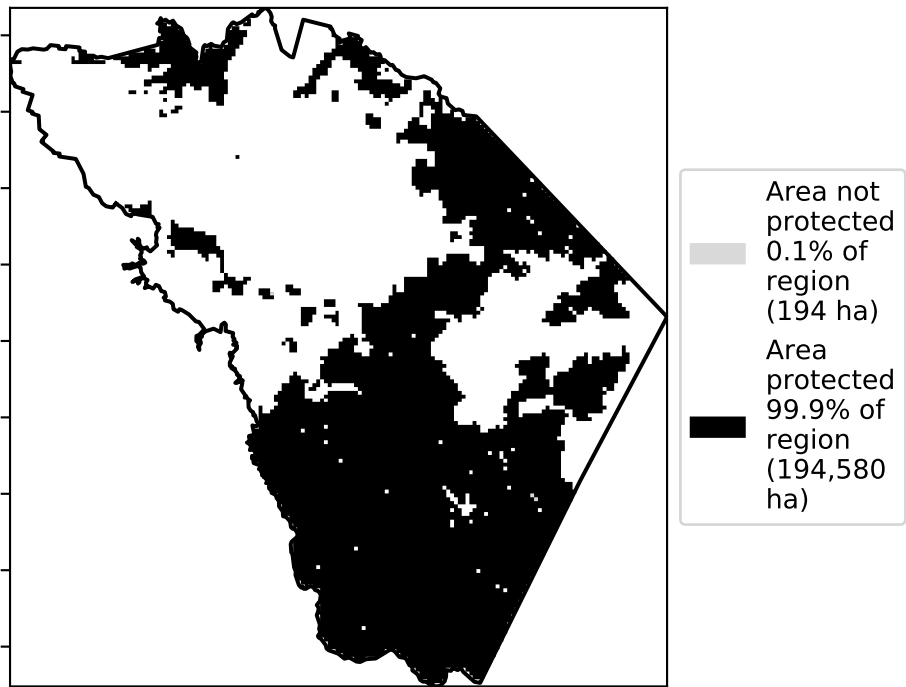 Area not
protected
0.1% of
region
(194 ha)
Area
protected
99.9% of
region
(194,580
ha)